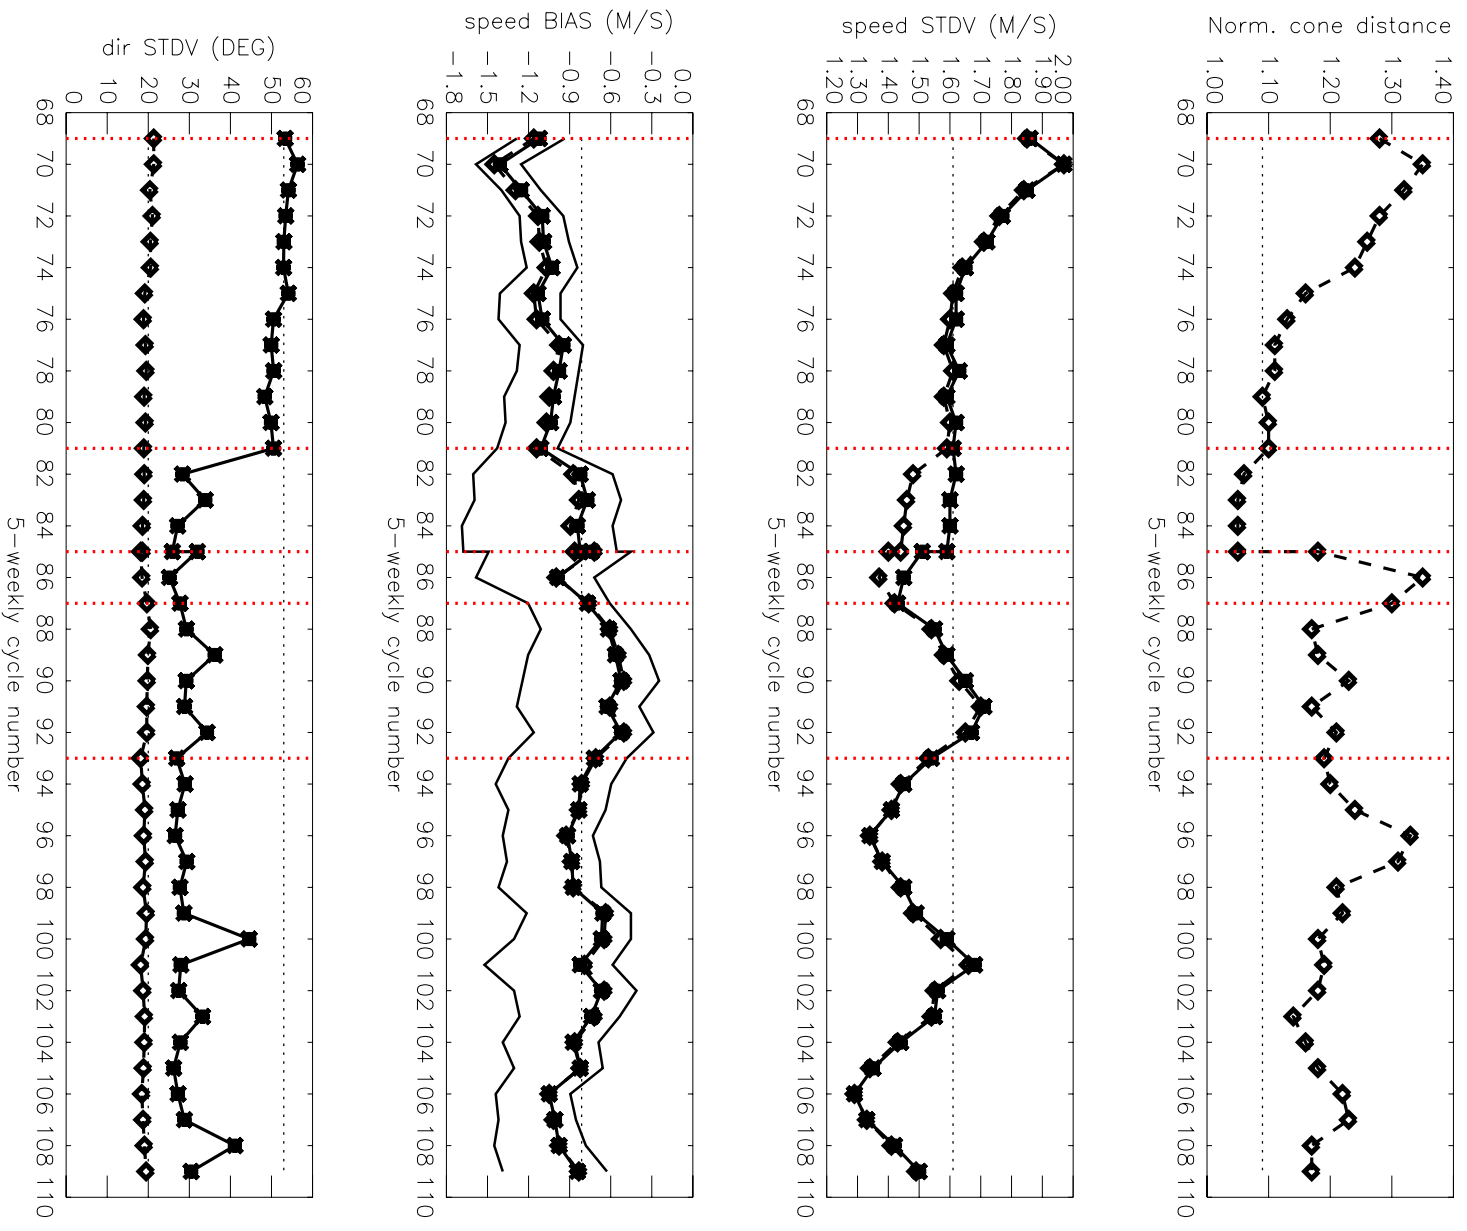 Norm. cone distance
1.00 1.10 1.20 1.30 1.40
68 70 72 74 76 78 80 82 84 86 88 90 92 94 96 98 100 102 104 106 108 110
5-weekly cycle number
speed STDV (M/S)
1.20 1.30 1.40 1.50 1.60 1.70 1.80 1.90 2.00
68 70 72 74 76 78 80 82 84 86 88 90 92 94 96 98 100 102 104 106 108 110
5-weekly cycle number
speed BIAS (M/S)
-1.8 -1.5 -1.2 -0.9 -0.6 -0.3 0.0
68 70 72 74 76 78 80 82 84 86 88 90 92 94 96 98 100 102 104 106 108 110
5-weekly cycle number
dir STDV (DEG)
0 10 20 30 40 50 60
68 70 72 74 76 78 80 82 84 86 88 90 92 94 96 98 100 102 104 106 108 110
5-weekly cycle number